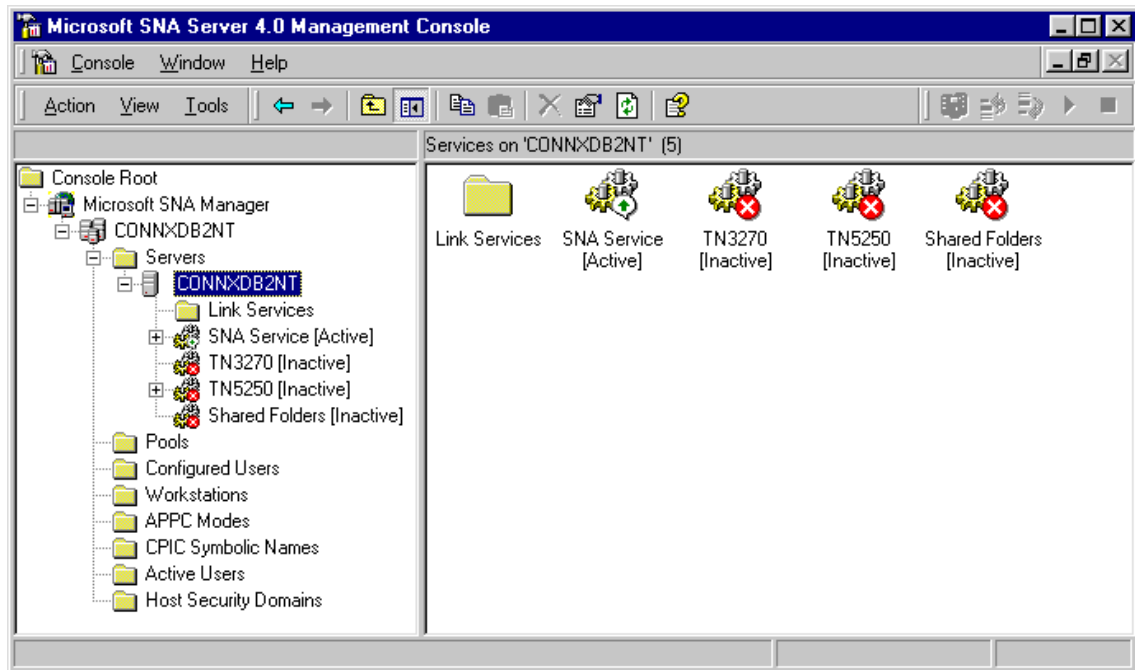 Microsoft SNA Server 4.0 Management Console
Console Window Help
Action View Tools
Services on 'CONNXDB2NT' (5)
Console Root
Microsoft SNA Manager
CONNXDB2NT
Servers
CONNXDB2NT
Link Services
SNA Service [Active]
TN3270 [Inactive]
TN5250 [Inactive]
Shared Folders [Inactive]
Pools
Configured Users
Workstations
APPC Modes
CPIC Symbolic Names
Active Users
Host Security Domains
Link Services SNA Service TN3270 TN5250 Shared Folders
[Active] [Inactive] [Inactive] [Inactive]